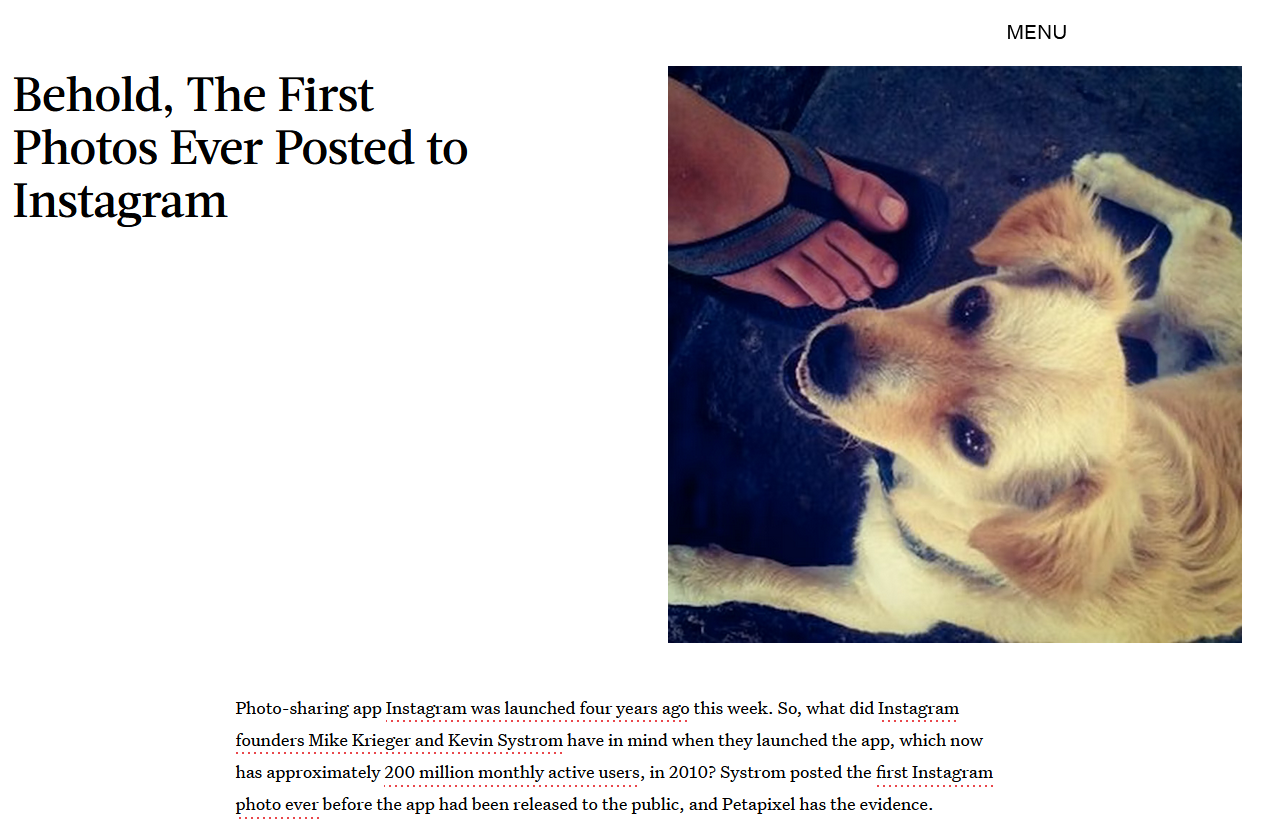 MENU
Behold, The First
Photos Ever Posted to
Instagram
Photo-sharing app Instagram was launched four years ago this week. So, what did Instagram
founders Mike Krieger and Kevin Systrom have in mind when they launched the app, which now
has approximately 200 million monthly active users, in 2010? Systrom posted the first Instagram
photo ever before the app had been released to the public, and Petapixel has the evidence.